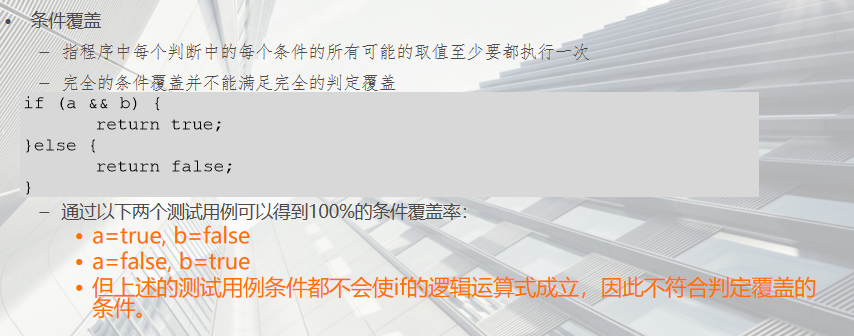 • 条件覆盖
– 指程序中每个判断中的每个条件的所有可能的取值至少要都执行一次
– 完全的条件覆盖并不能满足完全的判定覆盖
if (a && b) {
return true;
}else {
return false;
}
– 通过以下两个测试用例可以得到100%的条件覆盖率：
• a=true, b=false
• a=false, b=true
• 但上述的测试用例条件都不会使if的逻辑运算式成立，因此不符合判定覆盖的
条件。